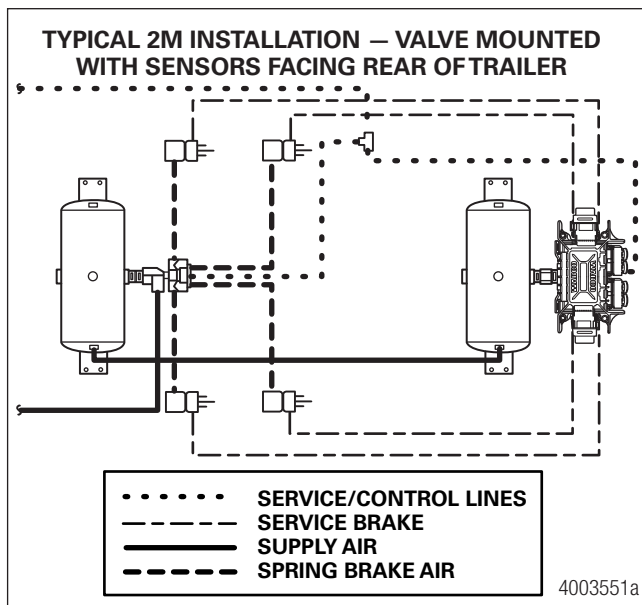 TYPICAL 2M INSTALLATION — VALVE MOUNTED
WITH SENSORS FACING REAR OF TRAILER
SERVICE/CONTROL LINES
SERVICE BRAKE
SUPPLY AIR
SPRING BRAKE AIR
4003551a